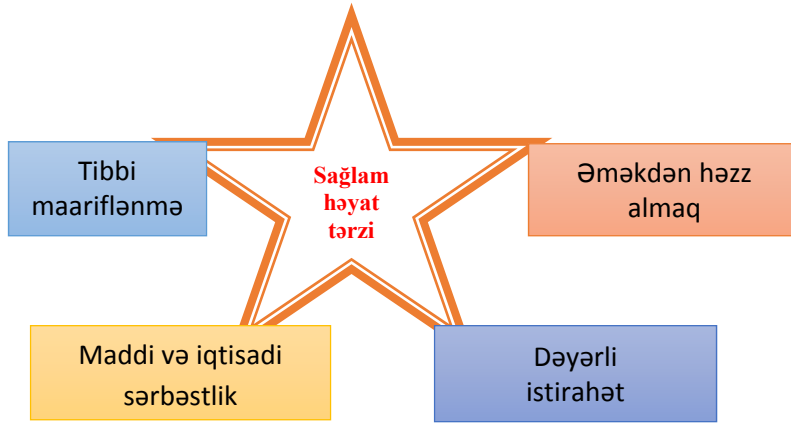 Tibbi
maariflənmə
Sağlam
həyat
tərzi
Əməkdən həzz
almaq
Maddi və iqtisadi
sərbəstlik
Dəyərli
istirahət